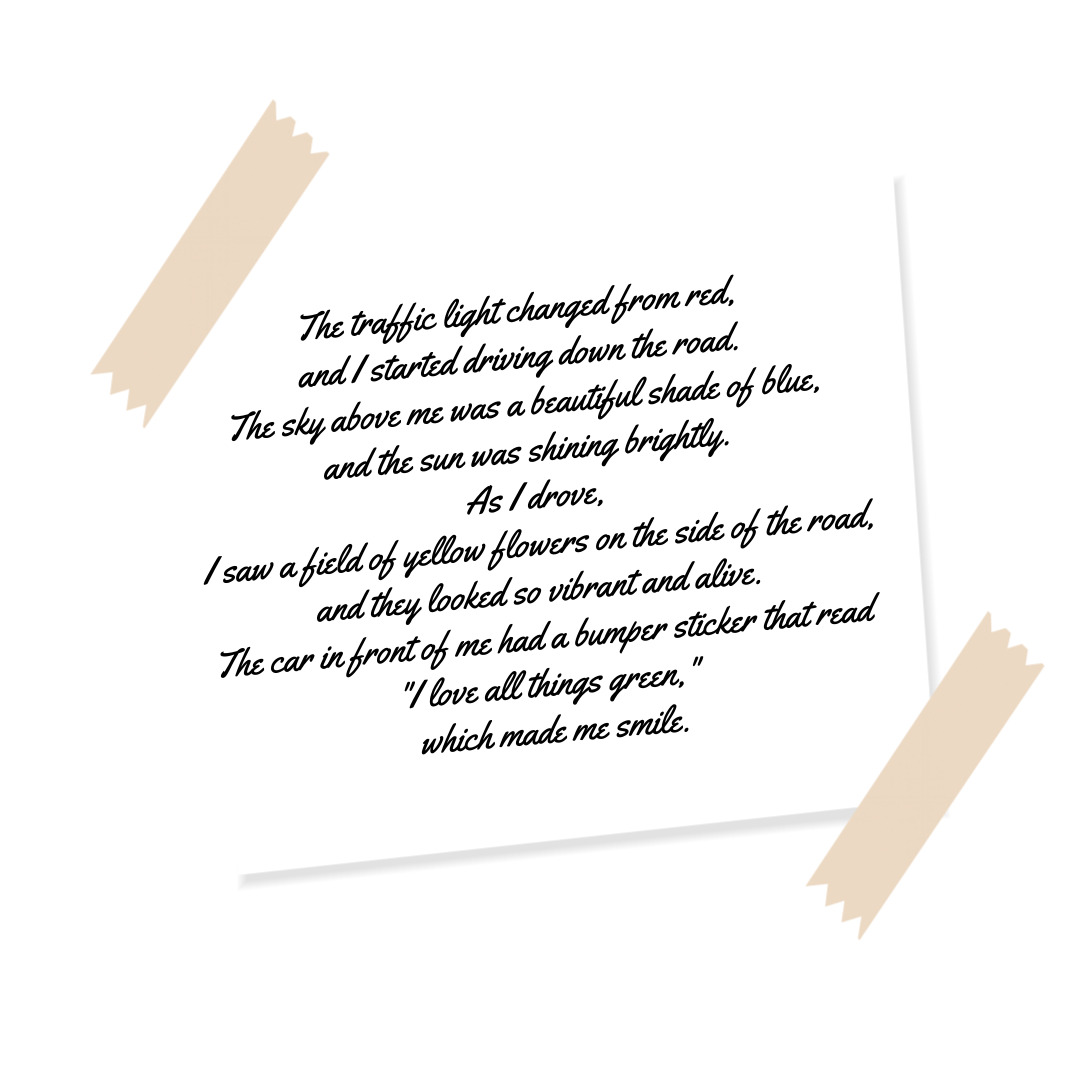 The traffic light changed from red,
and I started driving down the road.
The sky above me was a beautiful shade of blue,
and the sun was shining brightly.
As I drove,
I saw a field of yellow flowers on the side of the road,
and they looked so vibrant and alive.
The car in front of me had a bumper sticker that read
"I love all things green,"
which made me smile.